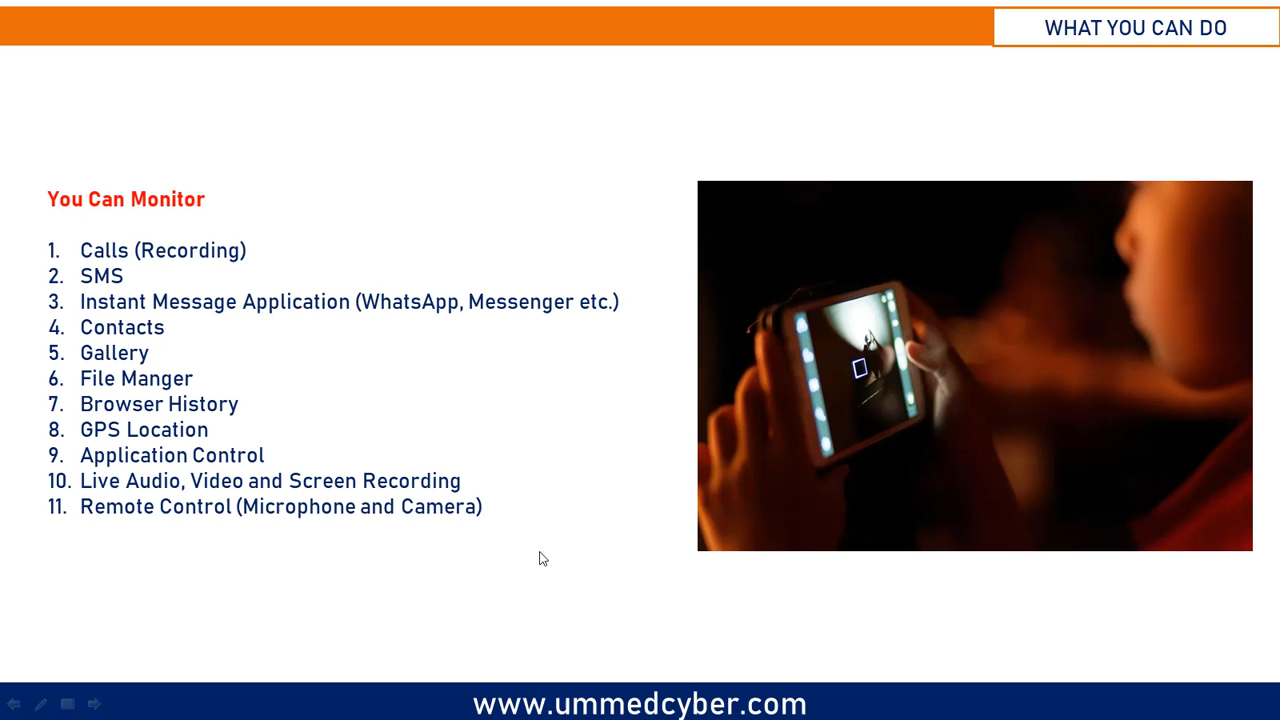 WHAT YOU CAN DO
You Can Monitor
1. Calls (Recording)
2. SMS
3. Instant Message Application (WhatsApp, Messenger etc.)
4. Contacts
5. Gallery
6. File Manger
7. Browser History
8. GPS Location
9. Application Control
10. Live Audio, Video and Screen Recording
11. Remote Control (Microphone and Camera)
www.ummedcyber.com